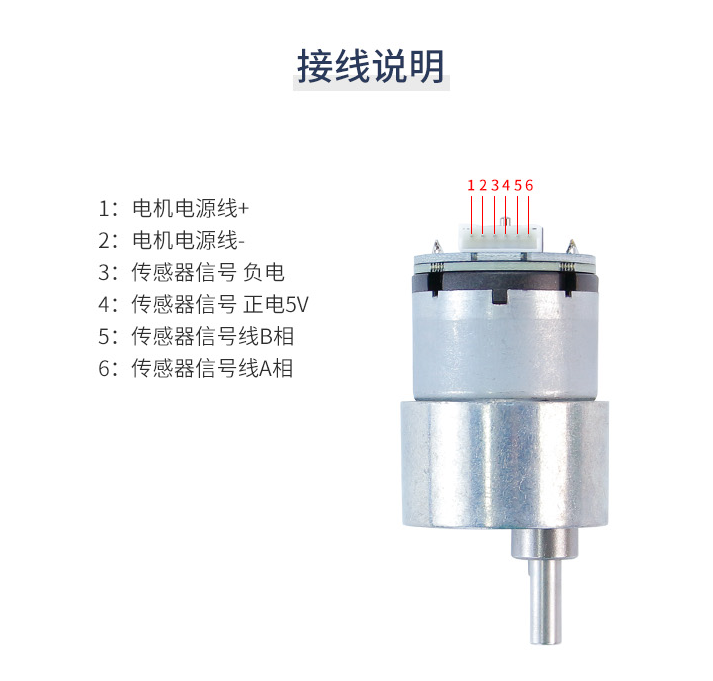 接线说明
1 2 3 4 5 6
1：电机电源线+
2：电机电源线-
3：传感器信号 负电
4：传感器信号 正电5V
5：传感器信号线B相
6：传感器信号线A相